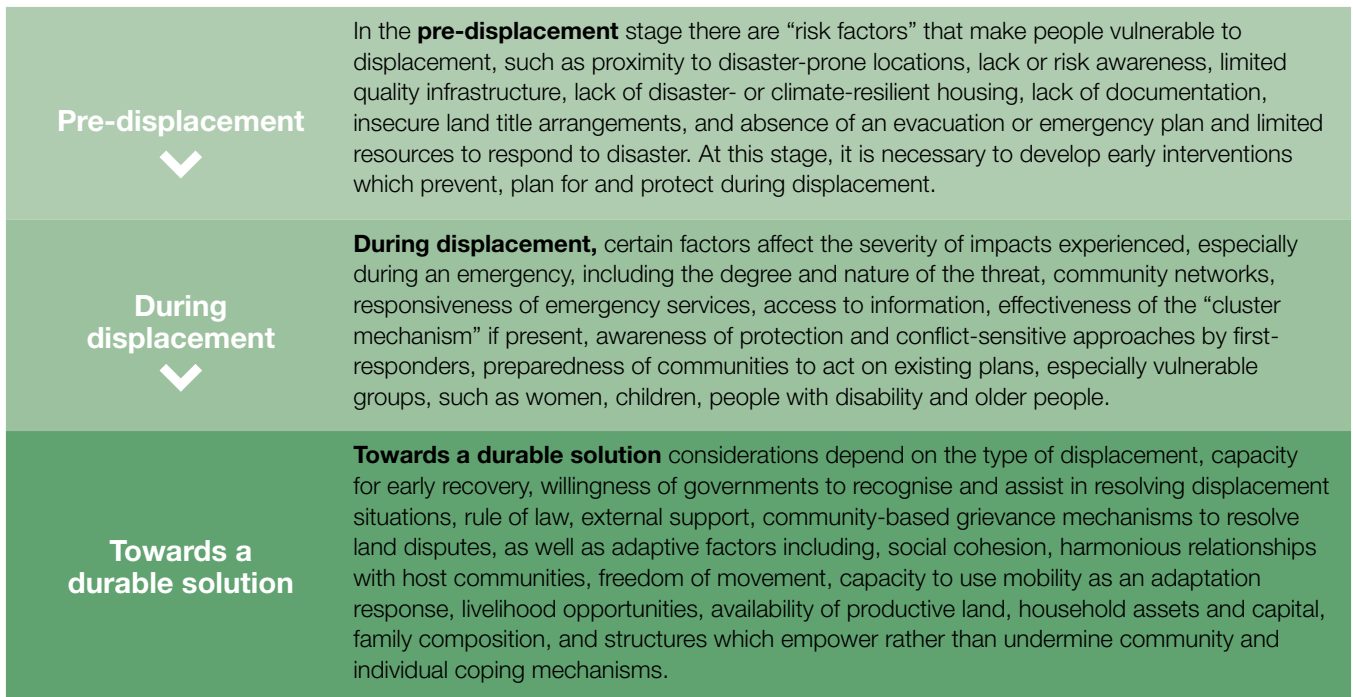 Pre-displacement
In the pre-displacement stage there are “risk factors” that make people vulnerable to
displacement, such as proximity to disaster-prone locations, lack or risk awareness, limited
quality infrastructure, lack of disaster- or climate-resilient housing, lack of documentation,
insecure land title arrangements, and absence of an evacuation or emergency plan and limited
resources to respond to disaster. At this stage, it is necessary to develop early interventions
which prevent, plan for and protect during displacement.
During
displacement
During displacement, certain factors affect the severity of impacts experienced, especially
during an emergency, including the degree and nature of the threat, community networks,
responsiveness of emergency services, access to information, effectiveness of the “cluster
mechanism” if present, awareness of protection and conflict-sensitive approaches by first-
responders, preparedness of communities to act on existing plans, especially vulnerable
groups, such as women, children, people with disability and older people.
Towards a
durable solution
Towards a durable solution considerations depend on the type of displacement, capacity
for early recovery, willingness of governments to recognise and assist in resolving displacement
situations, rule of law, external support, community-based grievance mechanisms to resolve
land disputes, as well as adaptive factors including, social cohesion, harmonious relationships
with host communities, freedom of movement, capacity to use mobility as an adaptation
response, livelihood opportunities, availability of productive land, household assets and capital,
family composition, and structures which empower rather than undermine community and
individual coping mechanisms.